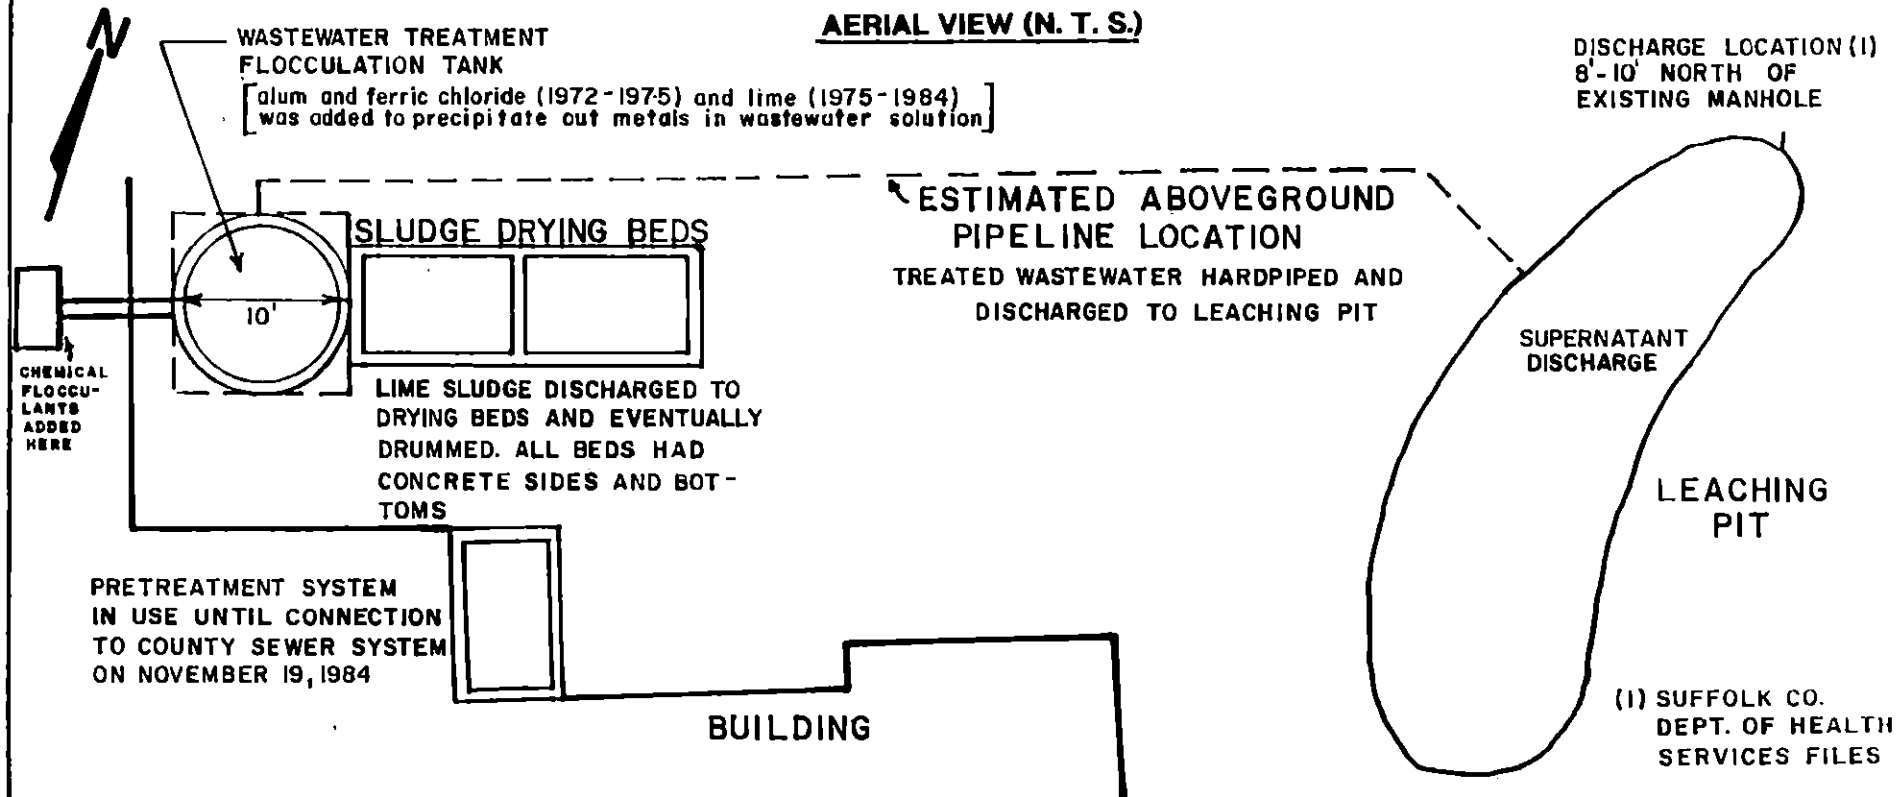 AERIAL VIEW (N. T. S.)
N
WASTEWATER TREATMENT
FLOCCULATION TANK
[alum and ferric chloride (1972-1975) and lime (1975-1984)
was added to precipitate out metals in wastewater solution]
DISCHARGE LOCATION (1)
8'-10' NORTH OF
EXISTING MANHOLE
SLUDGE DRYING BEDS
ESTIMATED ABOVEGROUND
PIPELINE LOCATION
TREATED WASTEWATER HARDPIPED AND
DISCHARGED TO LEACHING PIT
10'
CHEMICAL
FLOCCU-
LANTS
ADDED
HERE
LIME SLUDGE DISCHARGED TO
DRYING BEDS AND EVENTUALLY
DRUMMED. ALL BEDS HAD
CONCRETE SIDES AND BOT-
TOMS
SUPERNATANT
DISCHARGE
LEACHING
PIT
PRETREATMENT SYSTEM
IN USE UNTIL CONNECTION
TO COUNTY SEWER SYSTEM
ON NOVEMBER 19, 1984
BUILDING
(1) SUFFOLK CO.
DEPT. OF HEALTH
SERVICES FILES